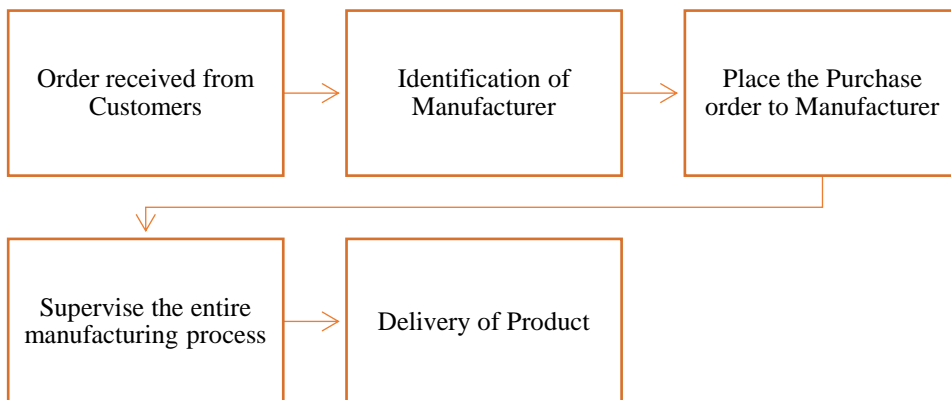 Order received from
Customers
Identification of
Manufacturer
Place the Purchase
order to Manufacturer
Supervise the entire
manufacturing process
Delivery of Product